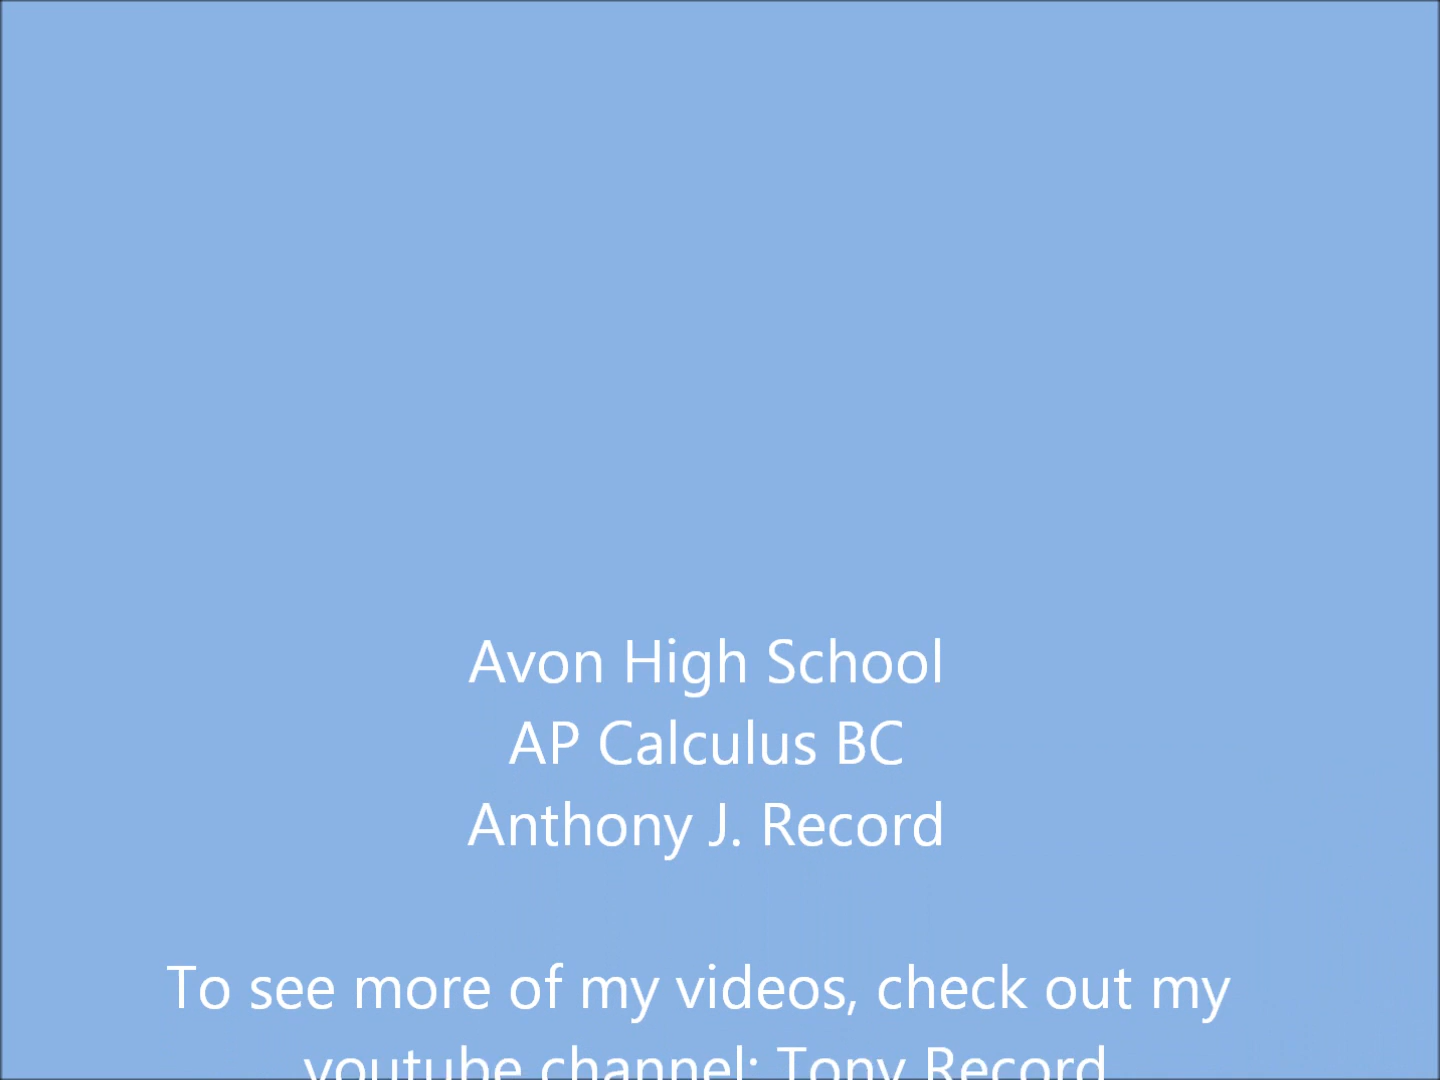 Avon High School
AP Calculus BC
Anthony J. Record
To see more of my videos, check out my
youtube channel: Tony Record